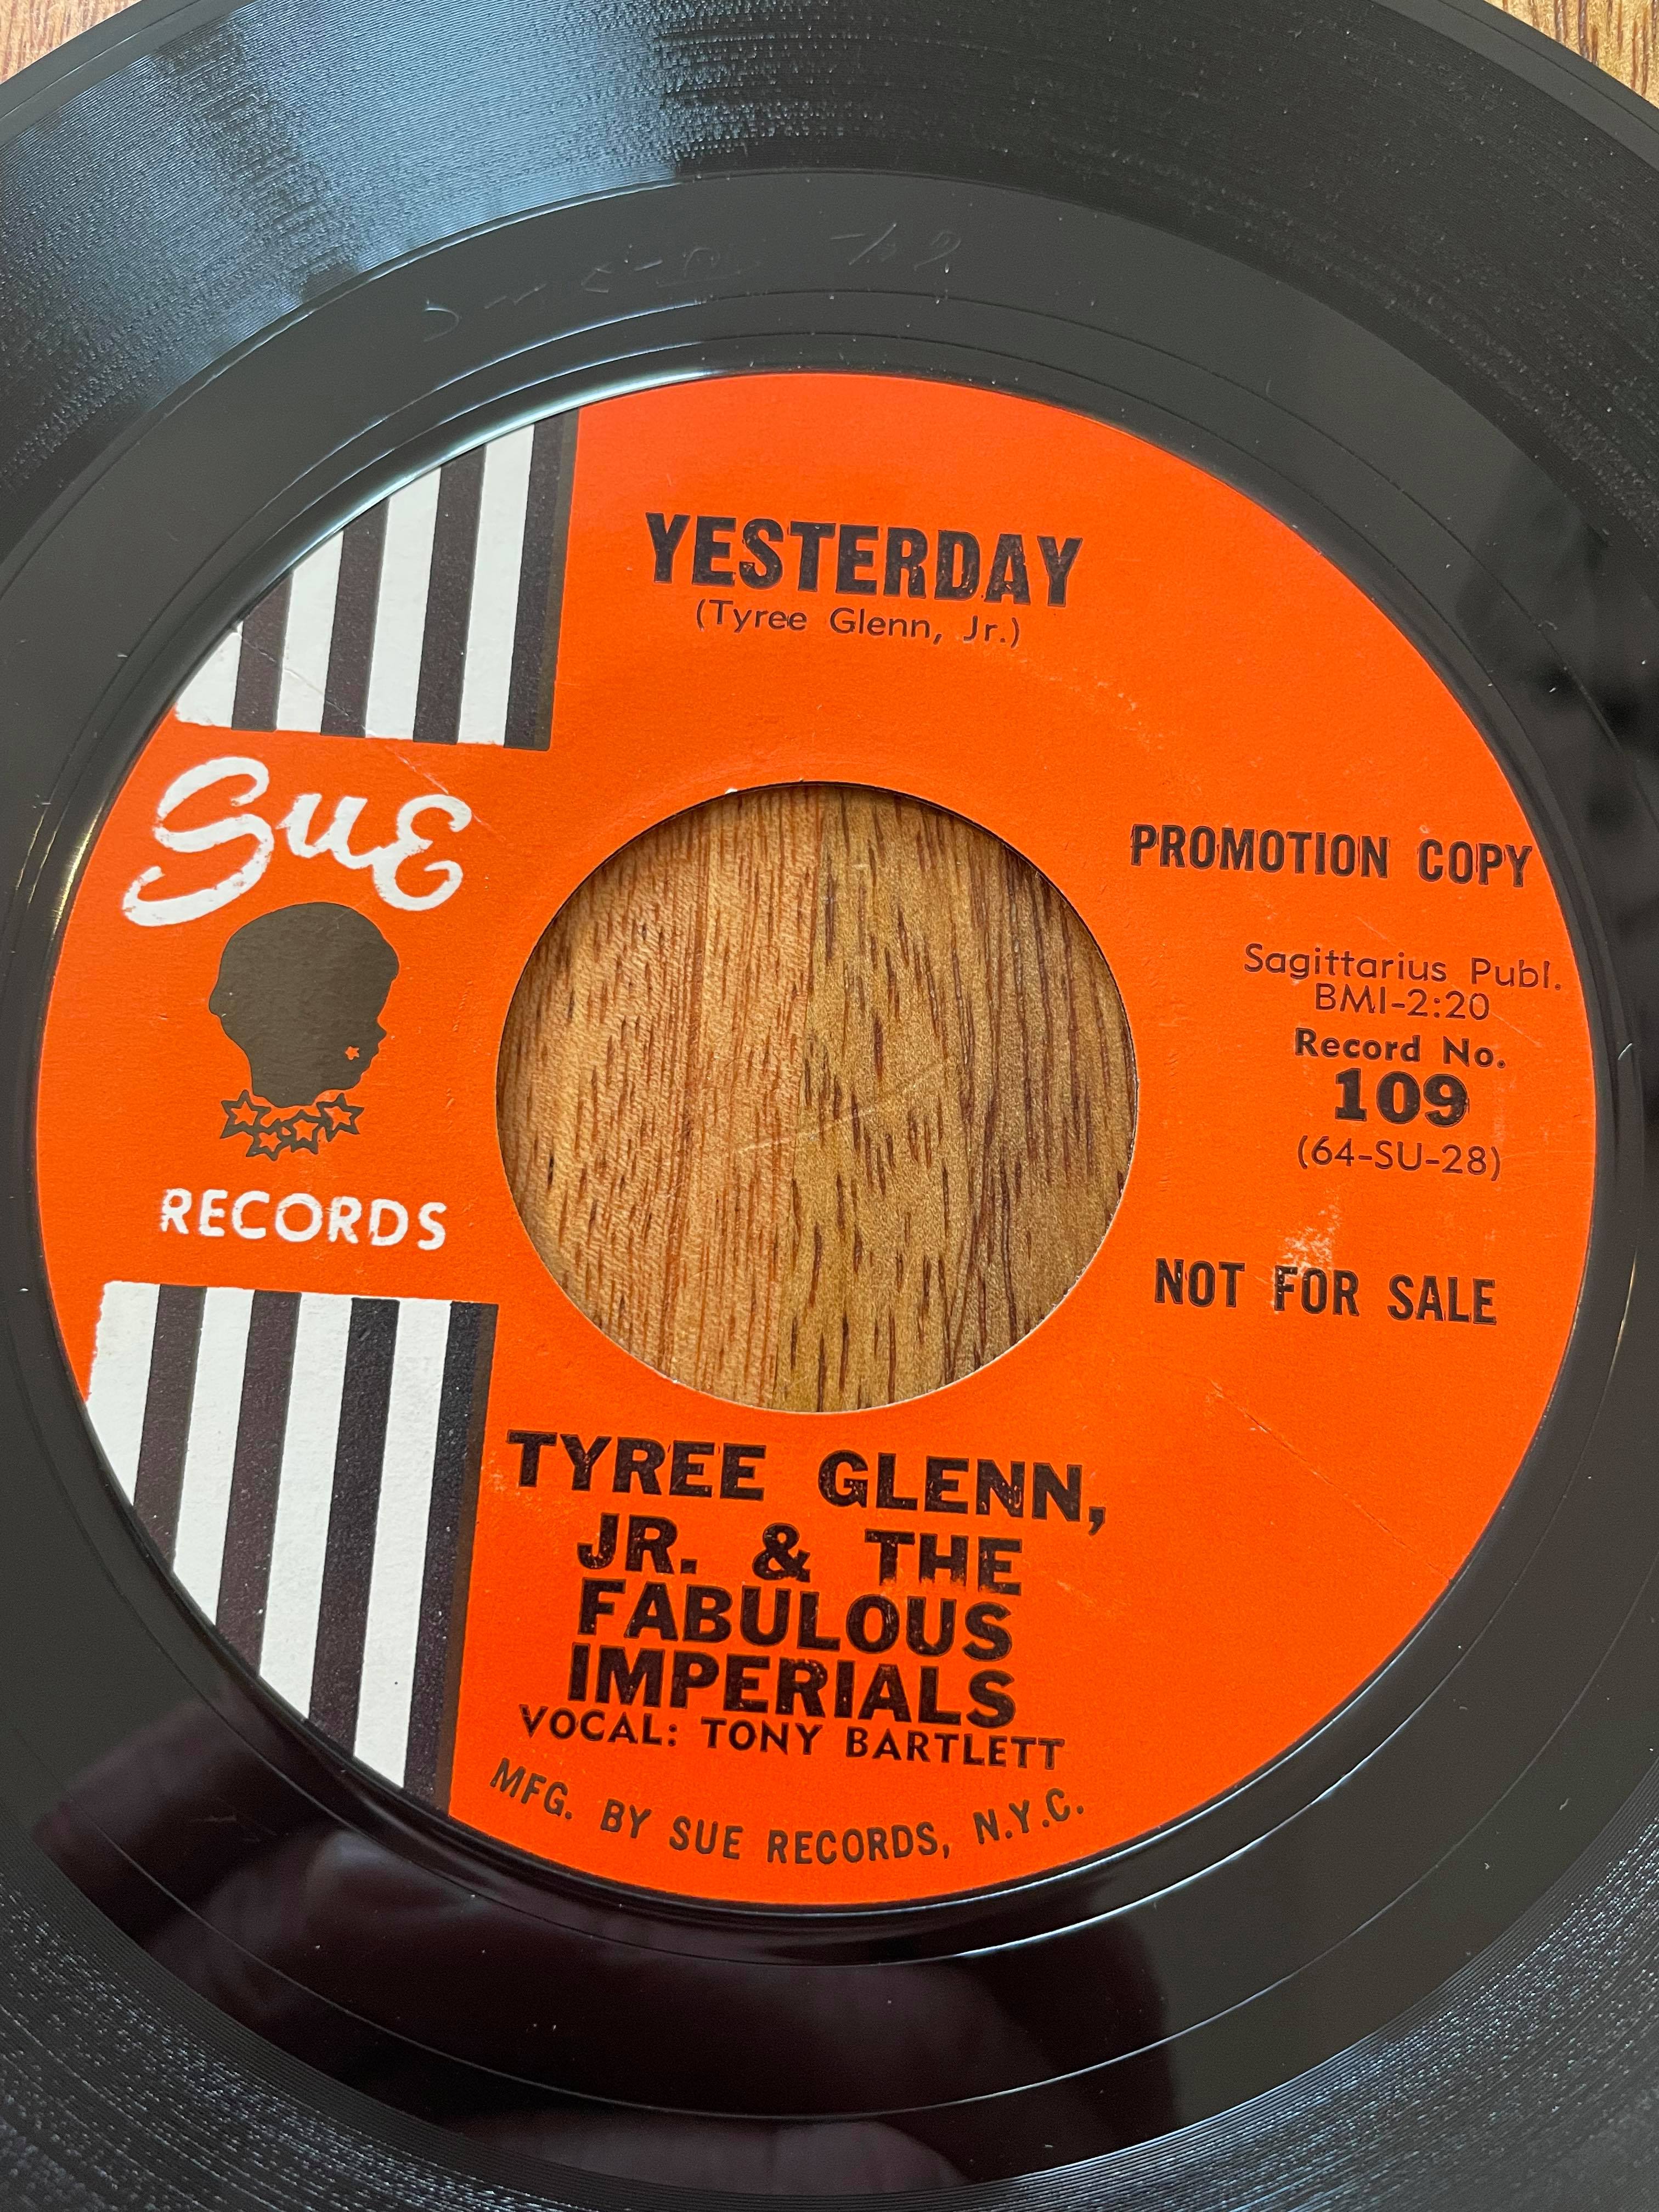 YESTERDAY
(Tyree Glenn, Jr.)
Sue
RECORDS
PROMOTION COPY
Sagittarius Publ.
BMI-2:20
Record No.
109
(64-SU-28)
NOT FOR SALE
TYREE GLENN,
JR. & THE
FABULOUS
IMPERIALS
VOCAL: TONY BARTLETT
MFG. BY SUE RECORDS, N.Y.C.